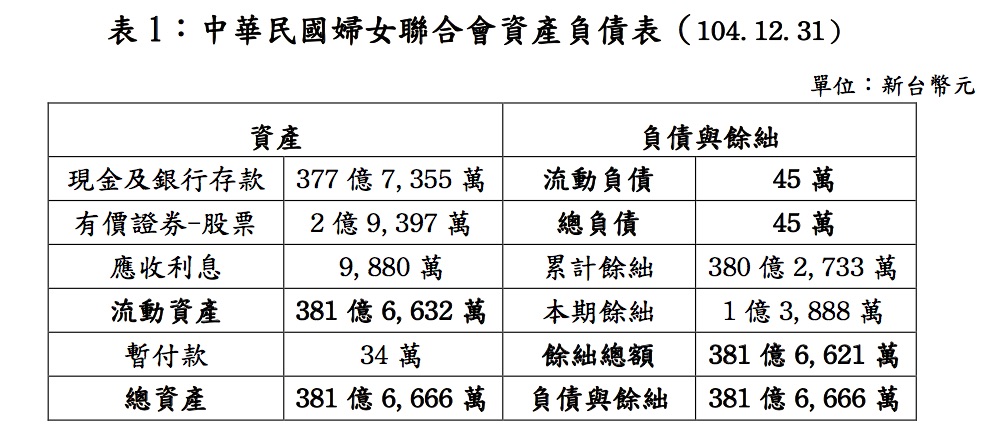 表1：中華民國婦女聯合會資產負債表（104.12.31）
單位：新台幣元
資產 負債與餘絀
現金及銀行存款 377 億 7,355 萬 流動負債 45 萬
有價證券-股票 2 億 9,397 萬 總負債 45 萬
應收利息 9,880 萬 累計餘絀 380 億 2,733 萬
流動資產 381 億 6,632 萬 本期餘絀 1 億 3,888 萬
暫付款 34 萬 餘絀總額 381 億 6,621 萬
總資產 381 億 6,666 萬 負債與餘絀 381 億 6,666 萬